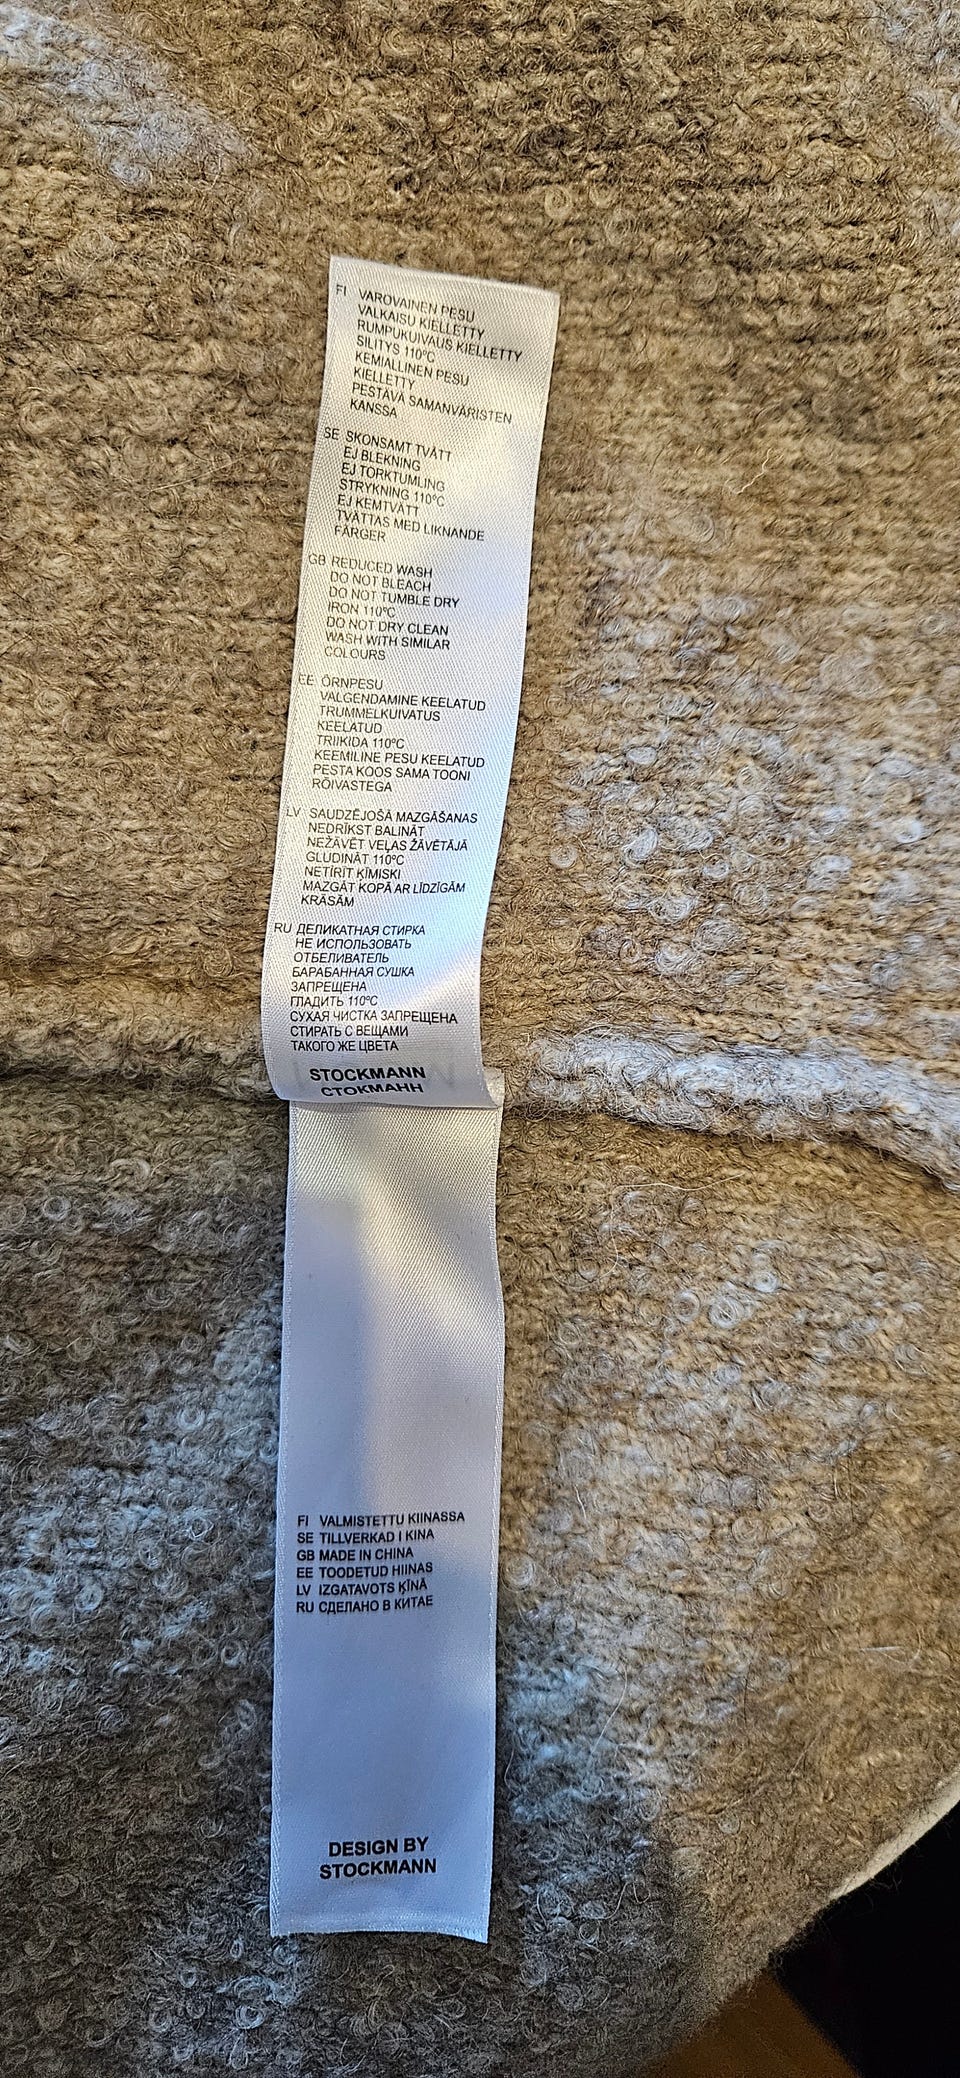 FI VAROVAINEN PESU
VALKAISU KIELLETTY
RUMPUKUIVAUS KIELLETTY
SILITYS 110°C
KEMIALLINEN PESU
KIELLETTY
PESTÄVÄ SAMANVÄRISTEN
KANSSA
SE SKONSAMT TVÄTT
EJ BLEKNING
EJ TORKTUMLING
STRYKNING 110°C
EJ KEMTVÄTT
TVÄTTAS MED LIKNANDE
FÄRGER
GB REDUCED WASH
DO NOT BLEACH
DO NOT TUMBLE DRY
IRON 110°C
DO NOT DRY CLEAN
WASH WITH SIMILAR
COLOURS
EE ÕRNPESU
VALGENDAMINE KEELATUD
TRUMMELKUIVATUS
KEELATUD
TRIIKIDA 110°C
KEEMILINE PESU KEELATUD
PESTA KOOS SAMA TOONI
RÕIVASTEGA
LV SAUDZĒJOŠĀ MAZGĀŠANAS
NEDRĪKST BALINĀT
NEŽĀVĒT VEĻAS ŽĀVĒTĀJĀ
GLUDINĀT 110°C
NETĪRĪT ĶĪMISKI
MAZGĀT KOPĀ AR LĪDZĪGĀM
KRĀSĀM
RU ДЕЛИКАТНАЯ СТИРКА
НЕ ИСПОЛЬЗОВАТЬ
ОТБЕЛИВАТЕЛЬ
БАРАБАННАЯ СУШКА
ЗАПРЕЩЕНА
ГЛАДИТЬ 110°C
СУХАЯ ЧИСТКА ЗАПРЕЩЕНА
СТИРАТЬ С ВЕЩАМИ
ТАКОГО ЖЕ ЦВЕТА
STOCKMANN
СТОКМАНН
FI VALMISTETTU KIINASSA
SE TILLVERKAD I KINA
GB MADE IN CHINA
EE TOODETUD HIINAS
LV IZGATAVOTS ĶĪNĀ
RU СДЕЛАНО В КИТАЕ
DESIGN BY
STOCKMANN